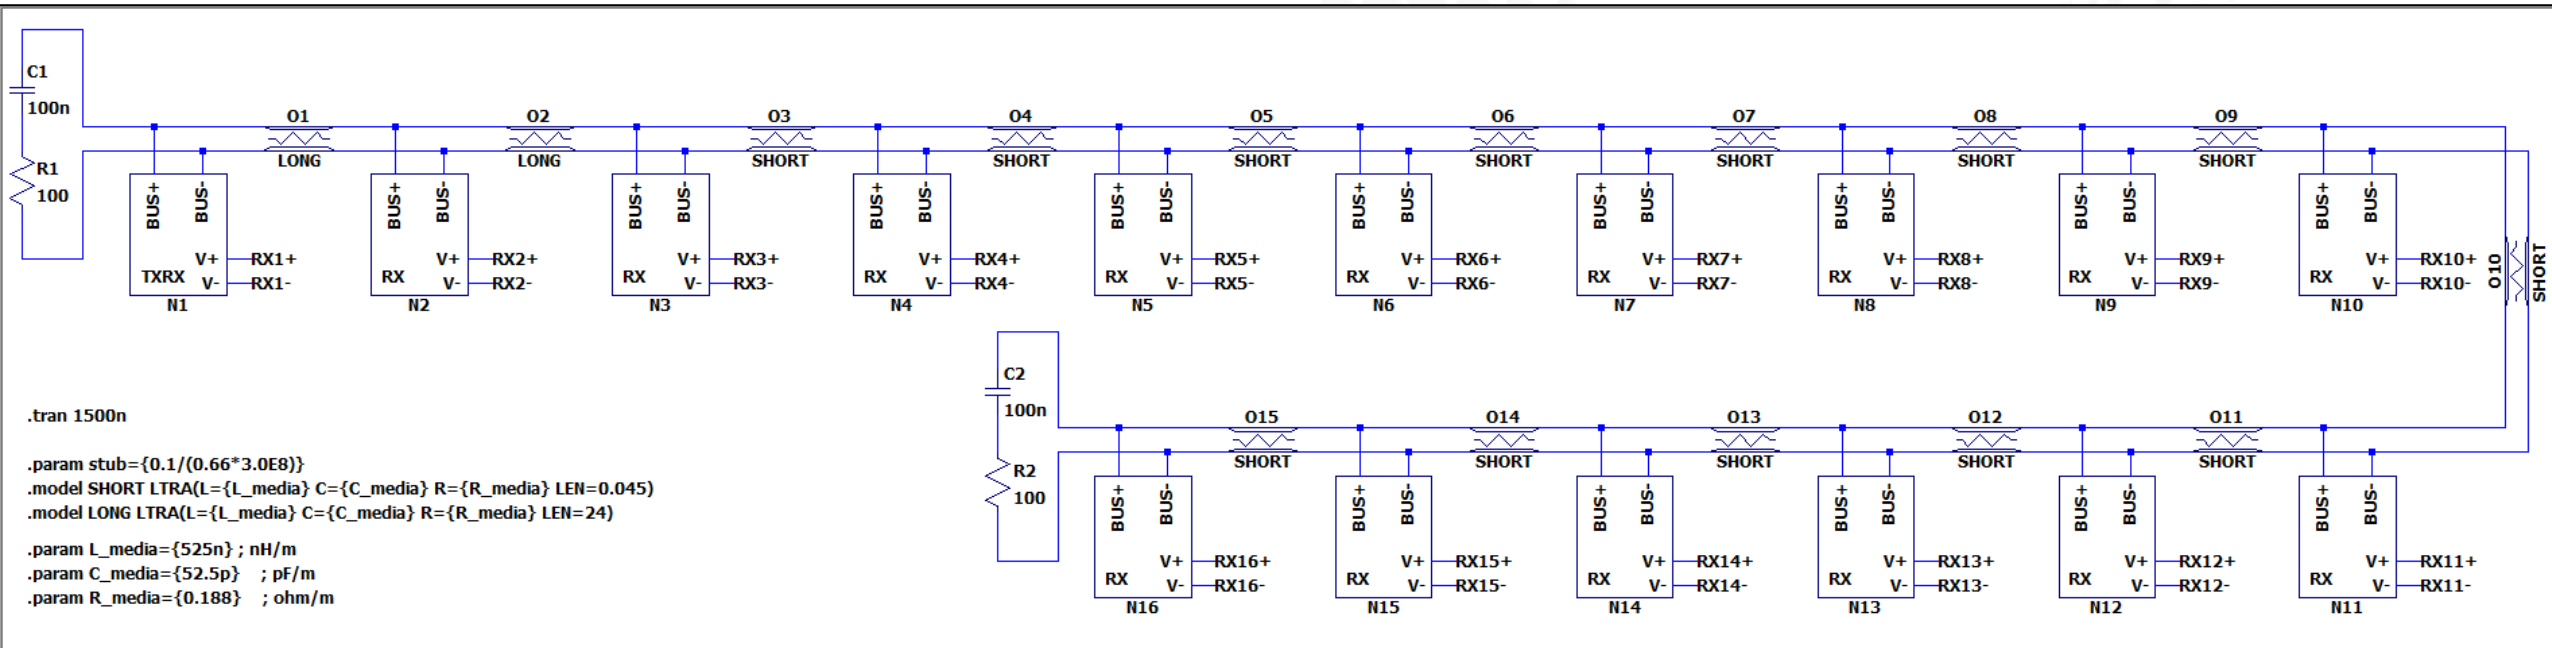 C1
100n
R1
100
O1
LONG
O2
LONG
O3
SHORT
O4
SHORT
O5
SHORT
O6
SHORT
O7
SHORT
O8
SHORT
O9
SHORT
O10
SHORT
BUS+ BUS-
V+ RX1+
TXRX V- RX1-
N1
BUS+ BUS-
V+ RX2+
RX V- RX2-
N2
BUS+ BUS-
V+ RX3+
RX V- RX3-
N3
BUS+ BUS-
V+ RX4+
RX V- RX4-
N4
BUS+ BUS-
V+ RX5+
RX V- RX5-
N5
BUS+ BUS-
V+ RX6+
RX V- RX6-
N6
BUS+ BUS-
V+ RX7+
RX V- RX7-
N7
BUS+ BUS-
V+ RX8+
RX V- RX8-
N8
BUS+ BUS-
V+ RX9+
RX V- RX9-
N9
BUS+ BUS-
V+ RX10+
RX V- RX10-
N10
C2
100n
R2
100
O15
SHORT
O14
SHORT
O13
SHORT
O12
SHORT
O11
SHORT
BUS+ BUS-
V+ RX16+
RX V- RX16-
N16
BUS+ BUS-
V+ RX15+
RX V- RX15-
N15
BUS+ BUS-
V+ RX14+
RX V- RX14-
N14
BUS+ BUS-
V+ RX13+
RX V- RX13-
N13
BUS+ BUS-
V+ RX12+
RX V- RX12-
N12
BUS+ BUS-
V+ RX11+
RX V- RX11-
N11
.tran 1500n
.param stub={0.1/(0.66*3.0E8)}
.model SHORT LTRA(L={L_media} C={C_media} R={R_media} LEN=0.045)
.model LONG LTRA(L={L_media} C={C_media} R={R_media} LEN=24)
.param L_media={525n} ; nH/m
.param C_media={52.5p} ; pF/m
.param R_media={0.188} ; ohm/m